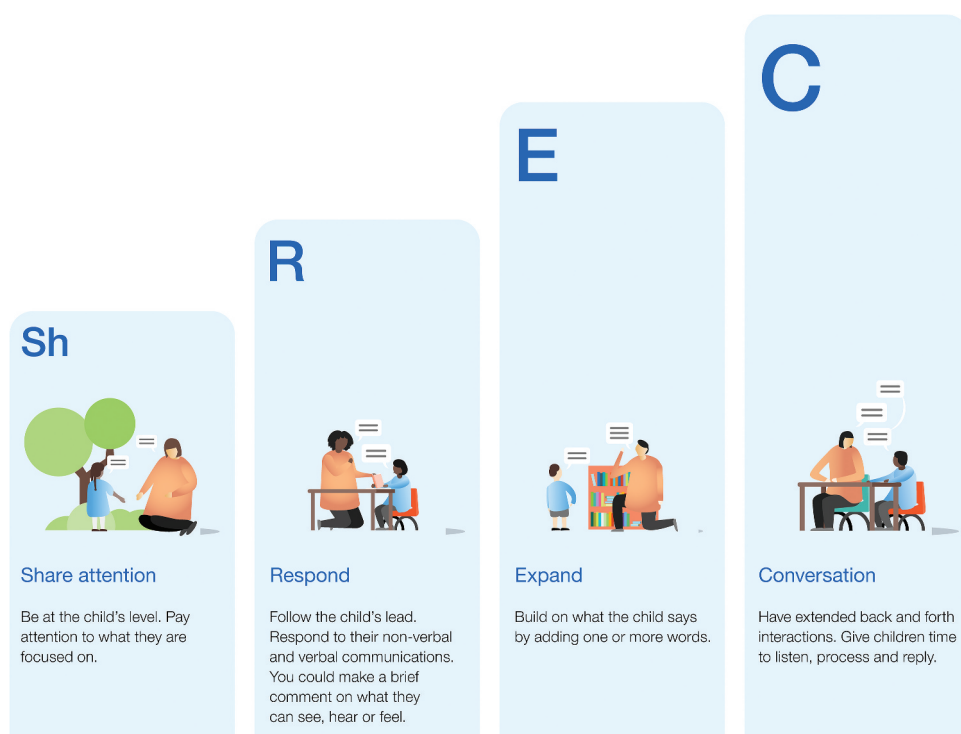 Sh
Share attention
Be at the child’s level. Pay
attention to what they are
focused on.
R
Respond
Follow the child’s lead.
Respond to their non-verbal
and verbal communications.
You could make a brief
comment on what they
can see, hear or feel.
E
Expand
Build on what the child says
by adding one or more words.
C
Conversation
Have extended back and forth
interactions. Give children time
to listen, process and reply.